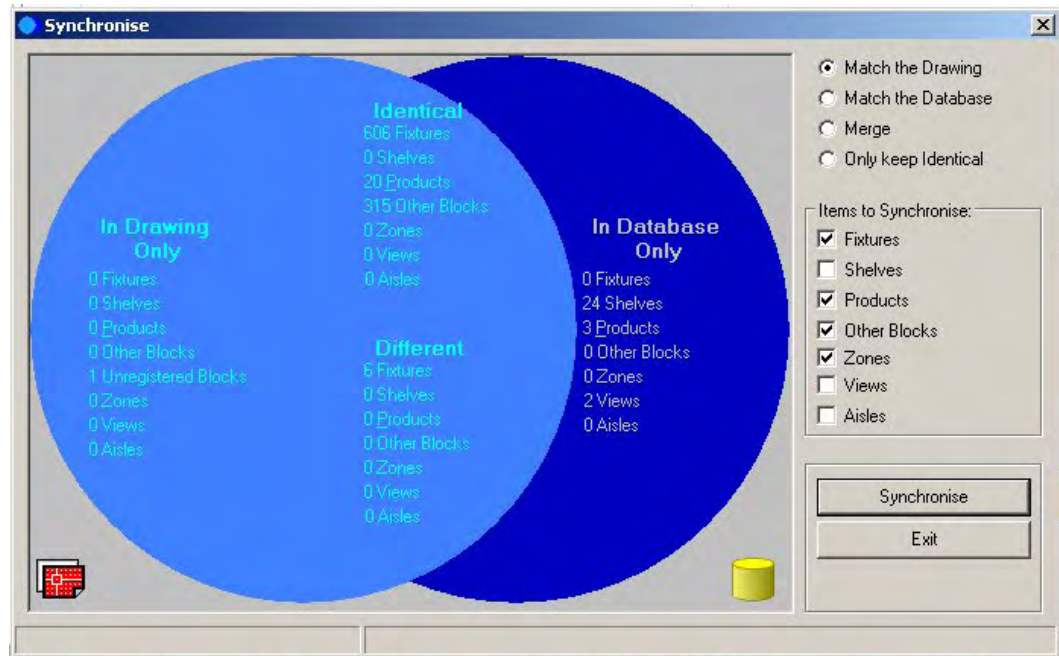 Synchronise
Identical
606 Fixtures
0 Shelves
20 Products
315 Other Blocks
0 Zones
0 Views
0 Aisles
In Drawing
Only
0 Fixtures
0 Shelves
0 Products
0 Other Blocks
1 Unregistered Blocks
0 Zones
0 Views
0 Aisles
Different
6 Fixtures
0 Shelves
0 Products
0 Other Blocks
0 Zones
0 Views
0 Aisles
In Database
Only
0 Fixtures
24 Shelves
3 Products
0 Other Blocks
0 Zones
2 Views
0 Aisles
Match the Drawing
Match the Database
Merge
Only keep Identical
Items to Synchronise:
Fixtures
Shelves
Products
Other Blocks
Zones
Views
Aisles
Synchronise
Exit